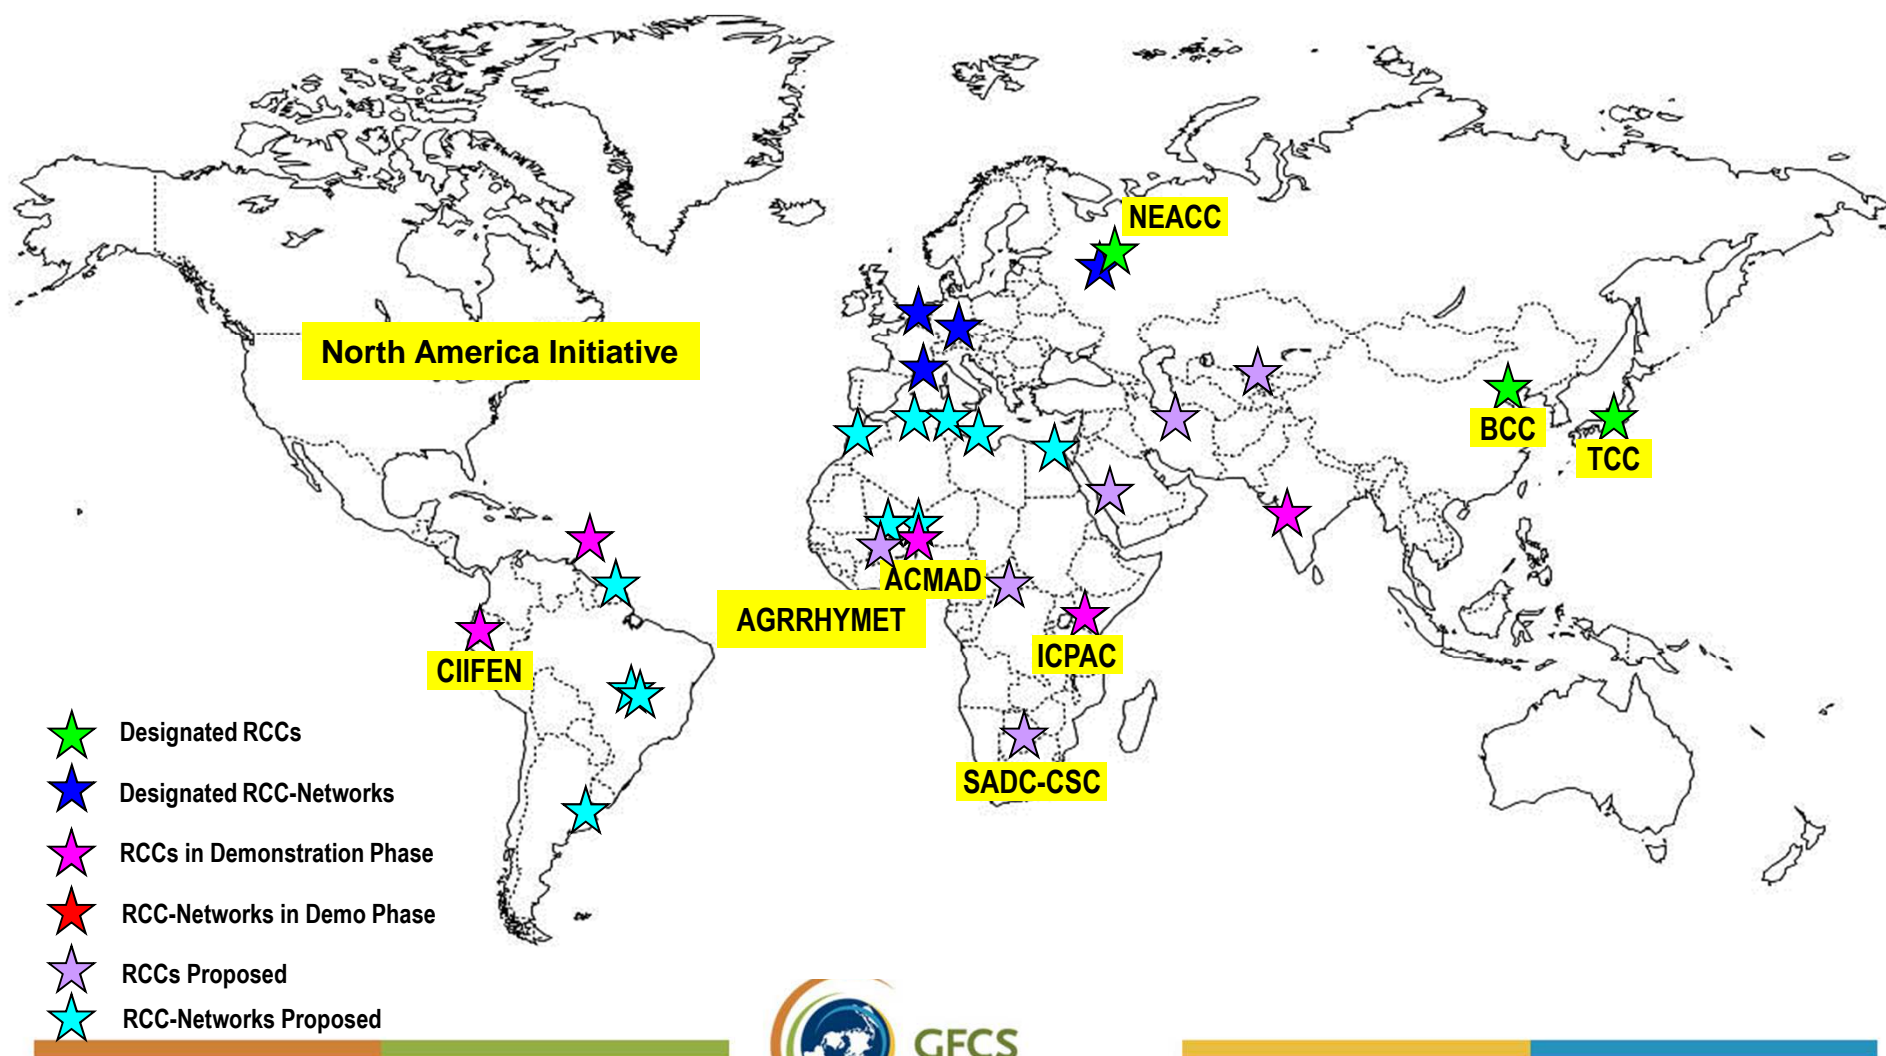 NEACC
North America Initiative
BCC
TCC
ACMAD
AGRRHYMET
ICPAC
CIIFEN
SADC-CSC
Designated RCCs
Designated RCC-Networks
RCCs in Demonstration Phase
RCC-Networks in Demo Phase
RCCs Proposed
RCC-Networks Proposed
GFCS